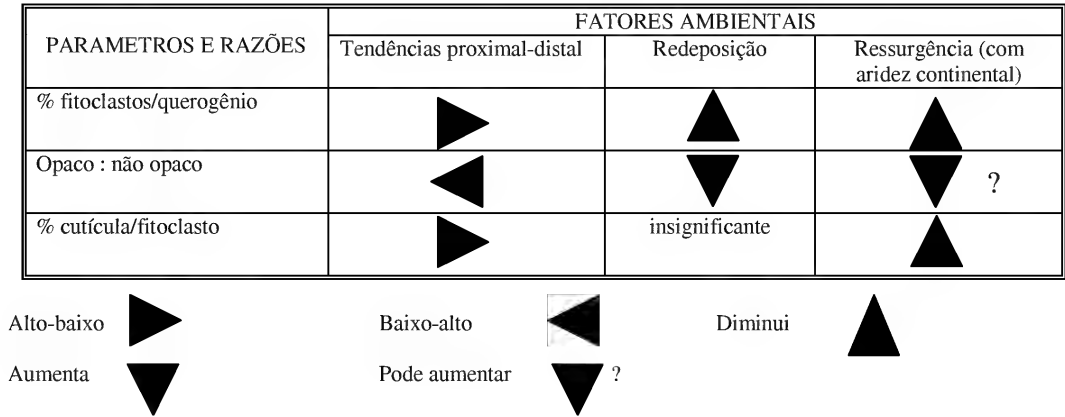 PARAMETROS E RAZÕES
FATORES AMBIENTAIS
Tendências proximal-distal
Redeposição
Ressurgência (com
aridez continental)
% fitoclastos/querogênio
Opaco : não opaco
?
% cutícula/fitoclasto
insignificante
Alto-baixo
Baixo-alto
Diminui
Aumenta
Pode aumentar
?